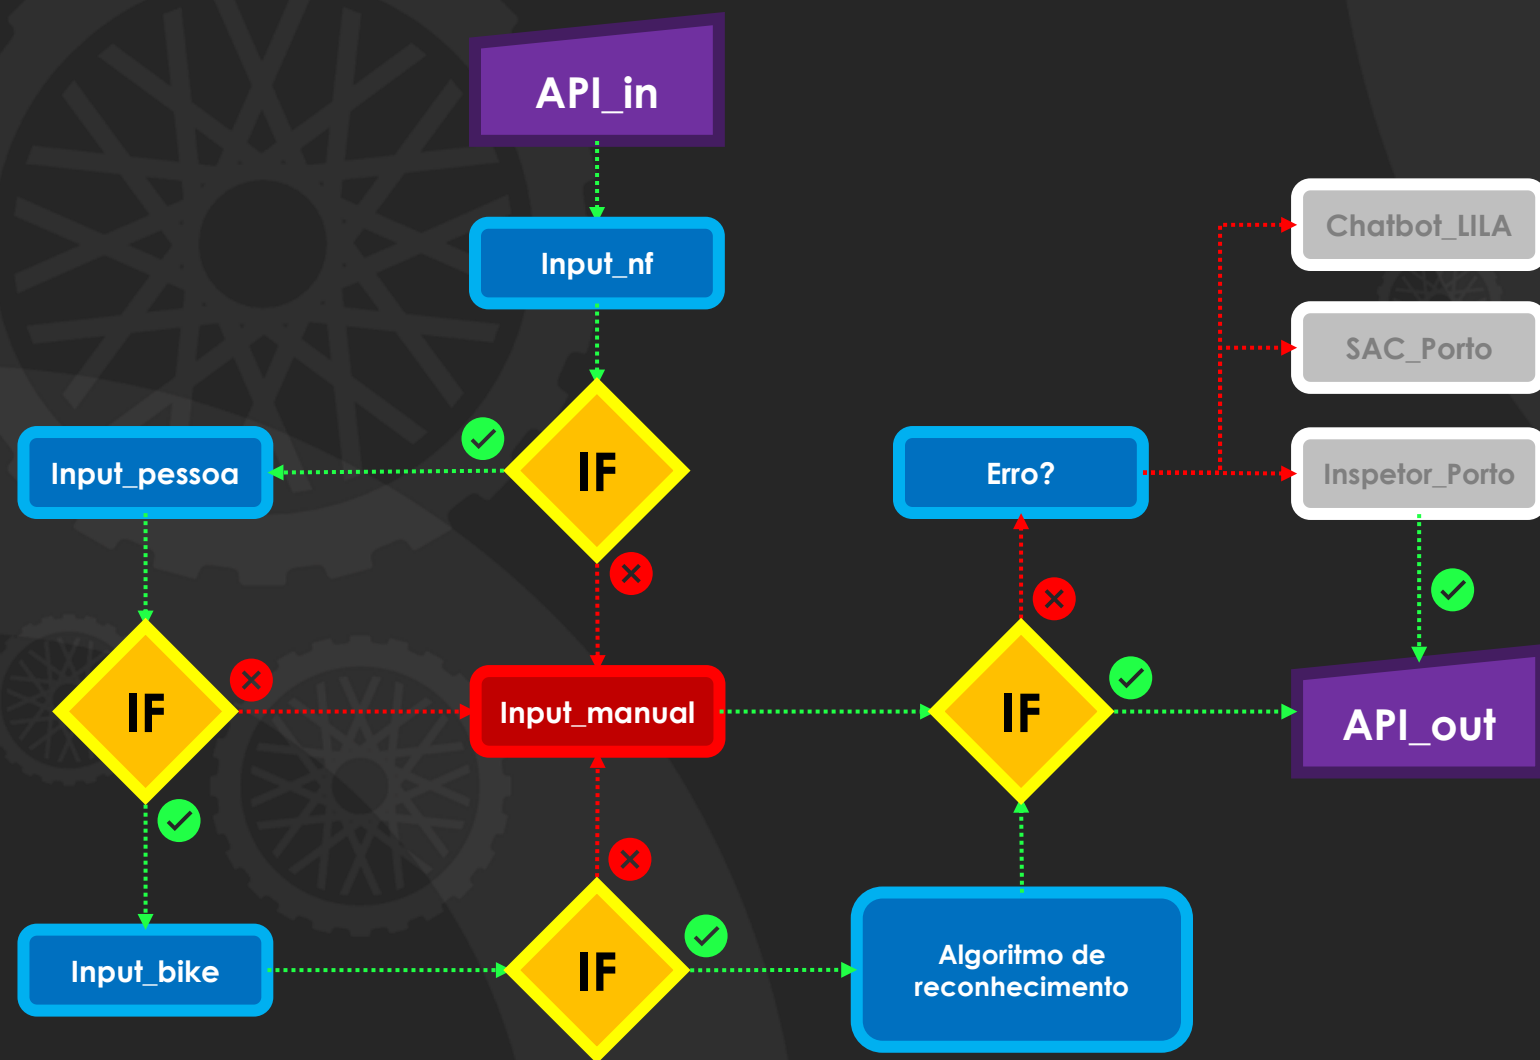 API_in
Input_nf
Chatbot_LILA
SAC_Porto
Input_pessoa
IF
Erro?
Inspetor_Porto
IF
Input_manual
IF
API_out
Input_bike
IF
Algoritmo de
reconhecimento